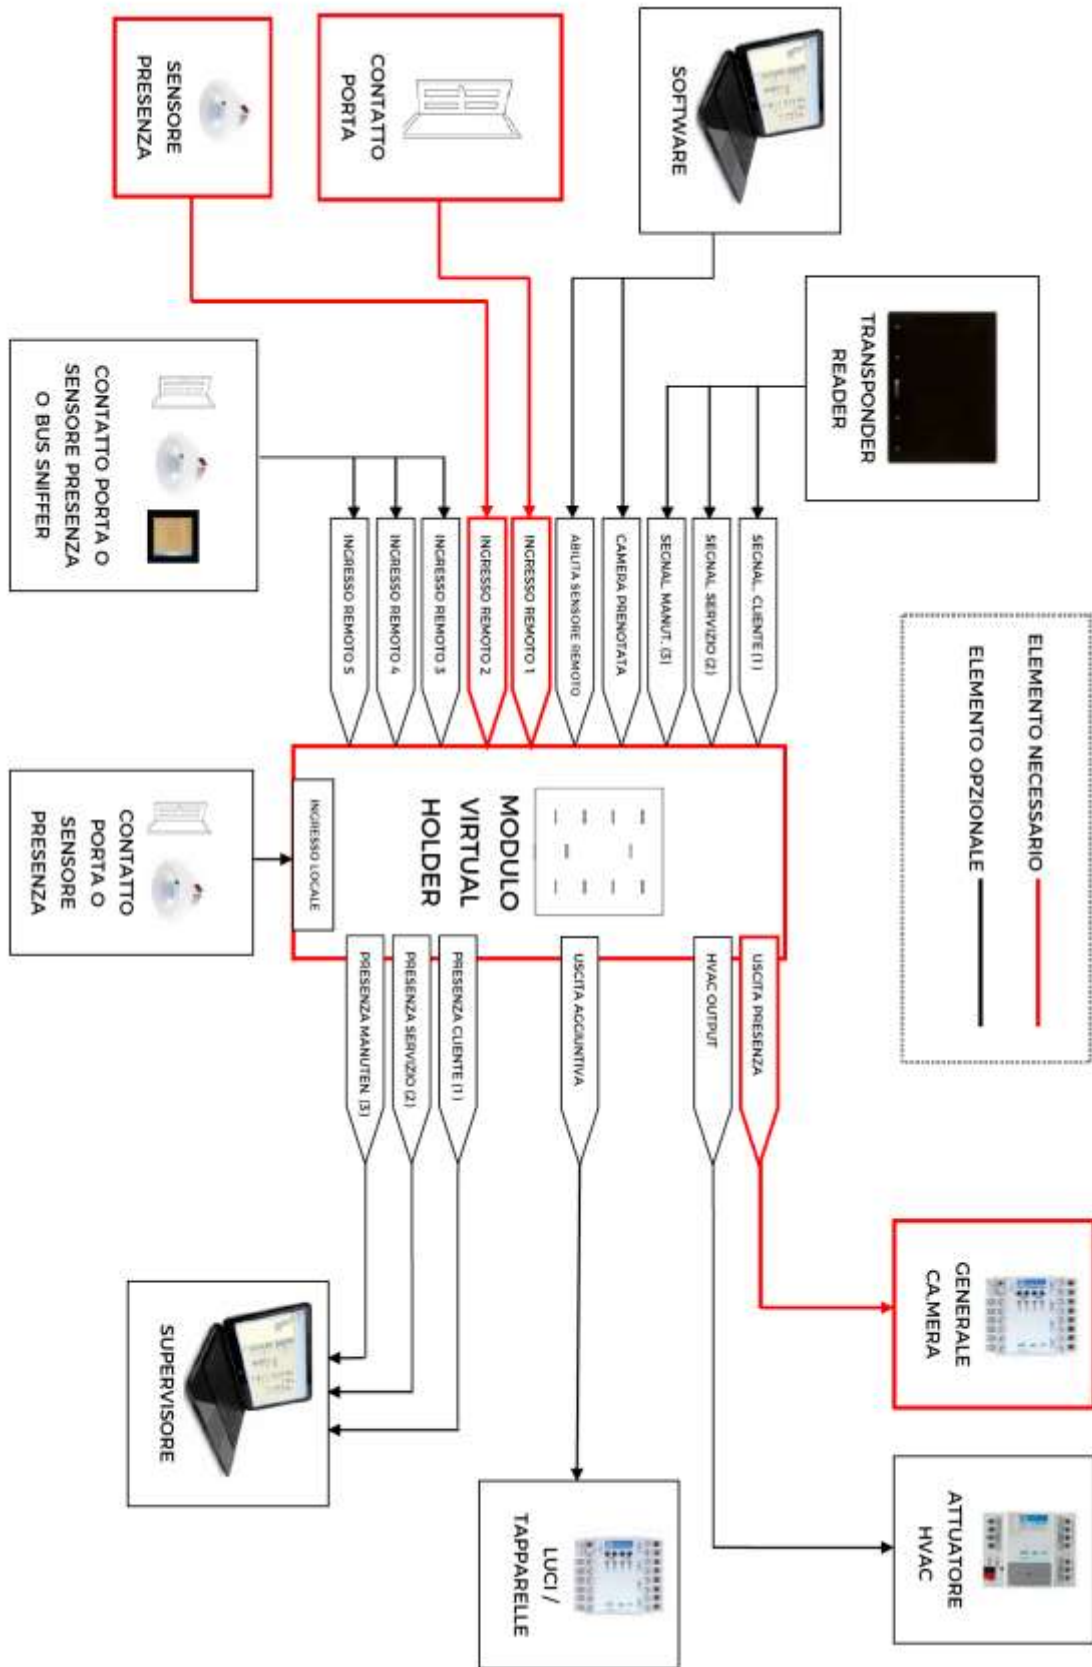 ELEMENTO NECESSARIO
ELEMENTO OPZIONALE
SOFTWARE
TRANSPONDER
READER
CONTATTO
PORTA
SENSORE
PRESENZA
CONTATTO PORTA O
SENSORE PRESENZA
O BUS SNIFFER
SEGNAL. CLIENTE (1)
SEGNAL SERVIZIO (2)
SEGNAL MANUT. (3)
CAMERA PRENOTATA
ABILITA SENSORE REMOTO
INGRESSO REMOTO 1
INGRESSO REMOTO 2
INGRESSO REMOTO 3
INGRESSO REMOTO 4
INGRESSO REMOTO 5
MODULO
VIRTUAL
HOLDER
INGRESSO LOCALE
CONTATTO
PORTA O
SENSORE
PRESENZA
USCITA PRESENZA
HVAC OUTPUT
USCITA AGGIUNTIVA
PRESENZA CLIENTE (1)
PRESENZA SERVIZIO (2)
PRESENZA MANUTEN. (3)
GENERALE
CA,MERA
ATTUATORE
HVAC
LUCI /
TAPPARELLE
SUPERVISORE